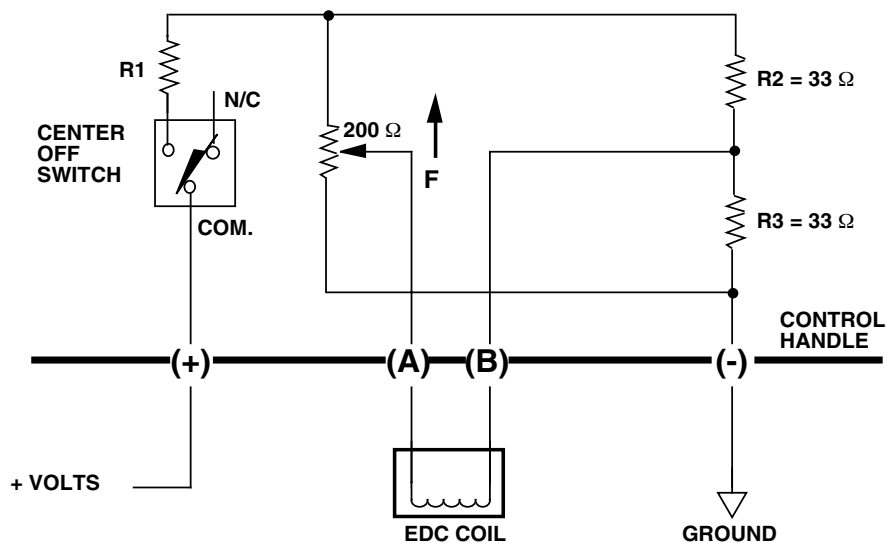 R1
N/C
R2 = 33 Ω
CENTER
OFF
SWITCH
200 Ω
F
COM.
R3 = 33 Ω
CONTROL
HANDLE
(+)
(A)
(B)
(-)
+ VOLTS
EDC COIL
GROUND